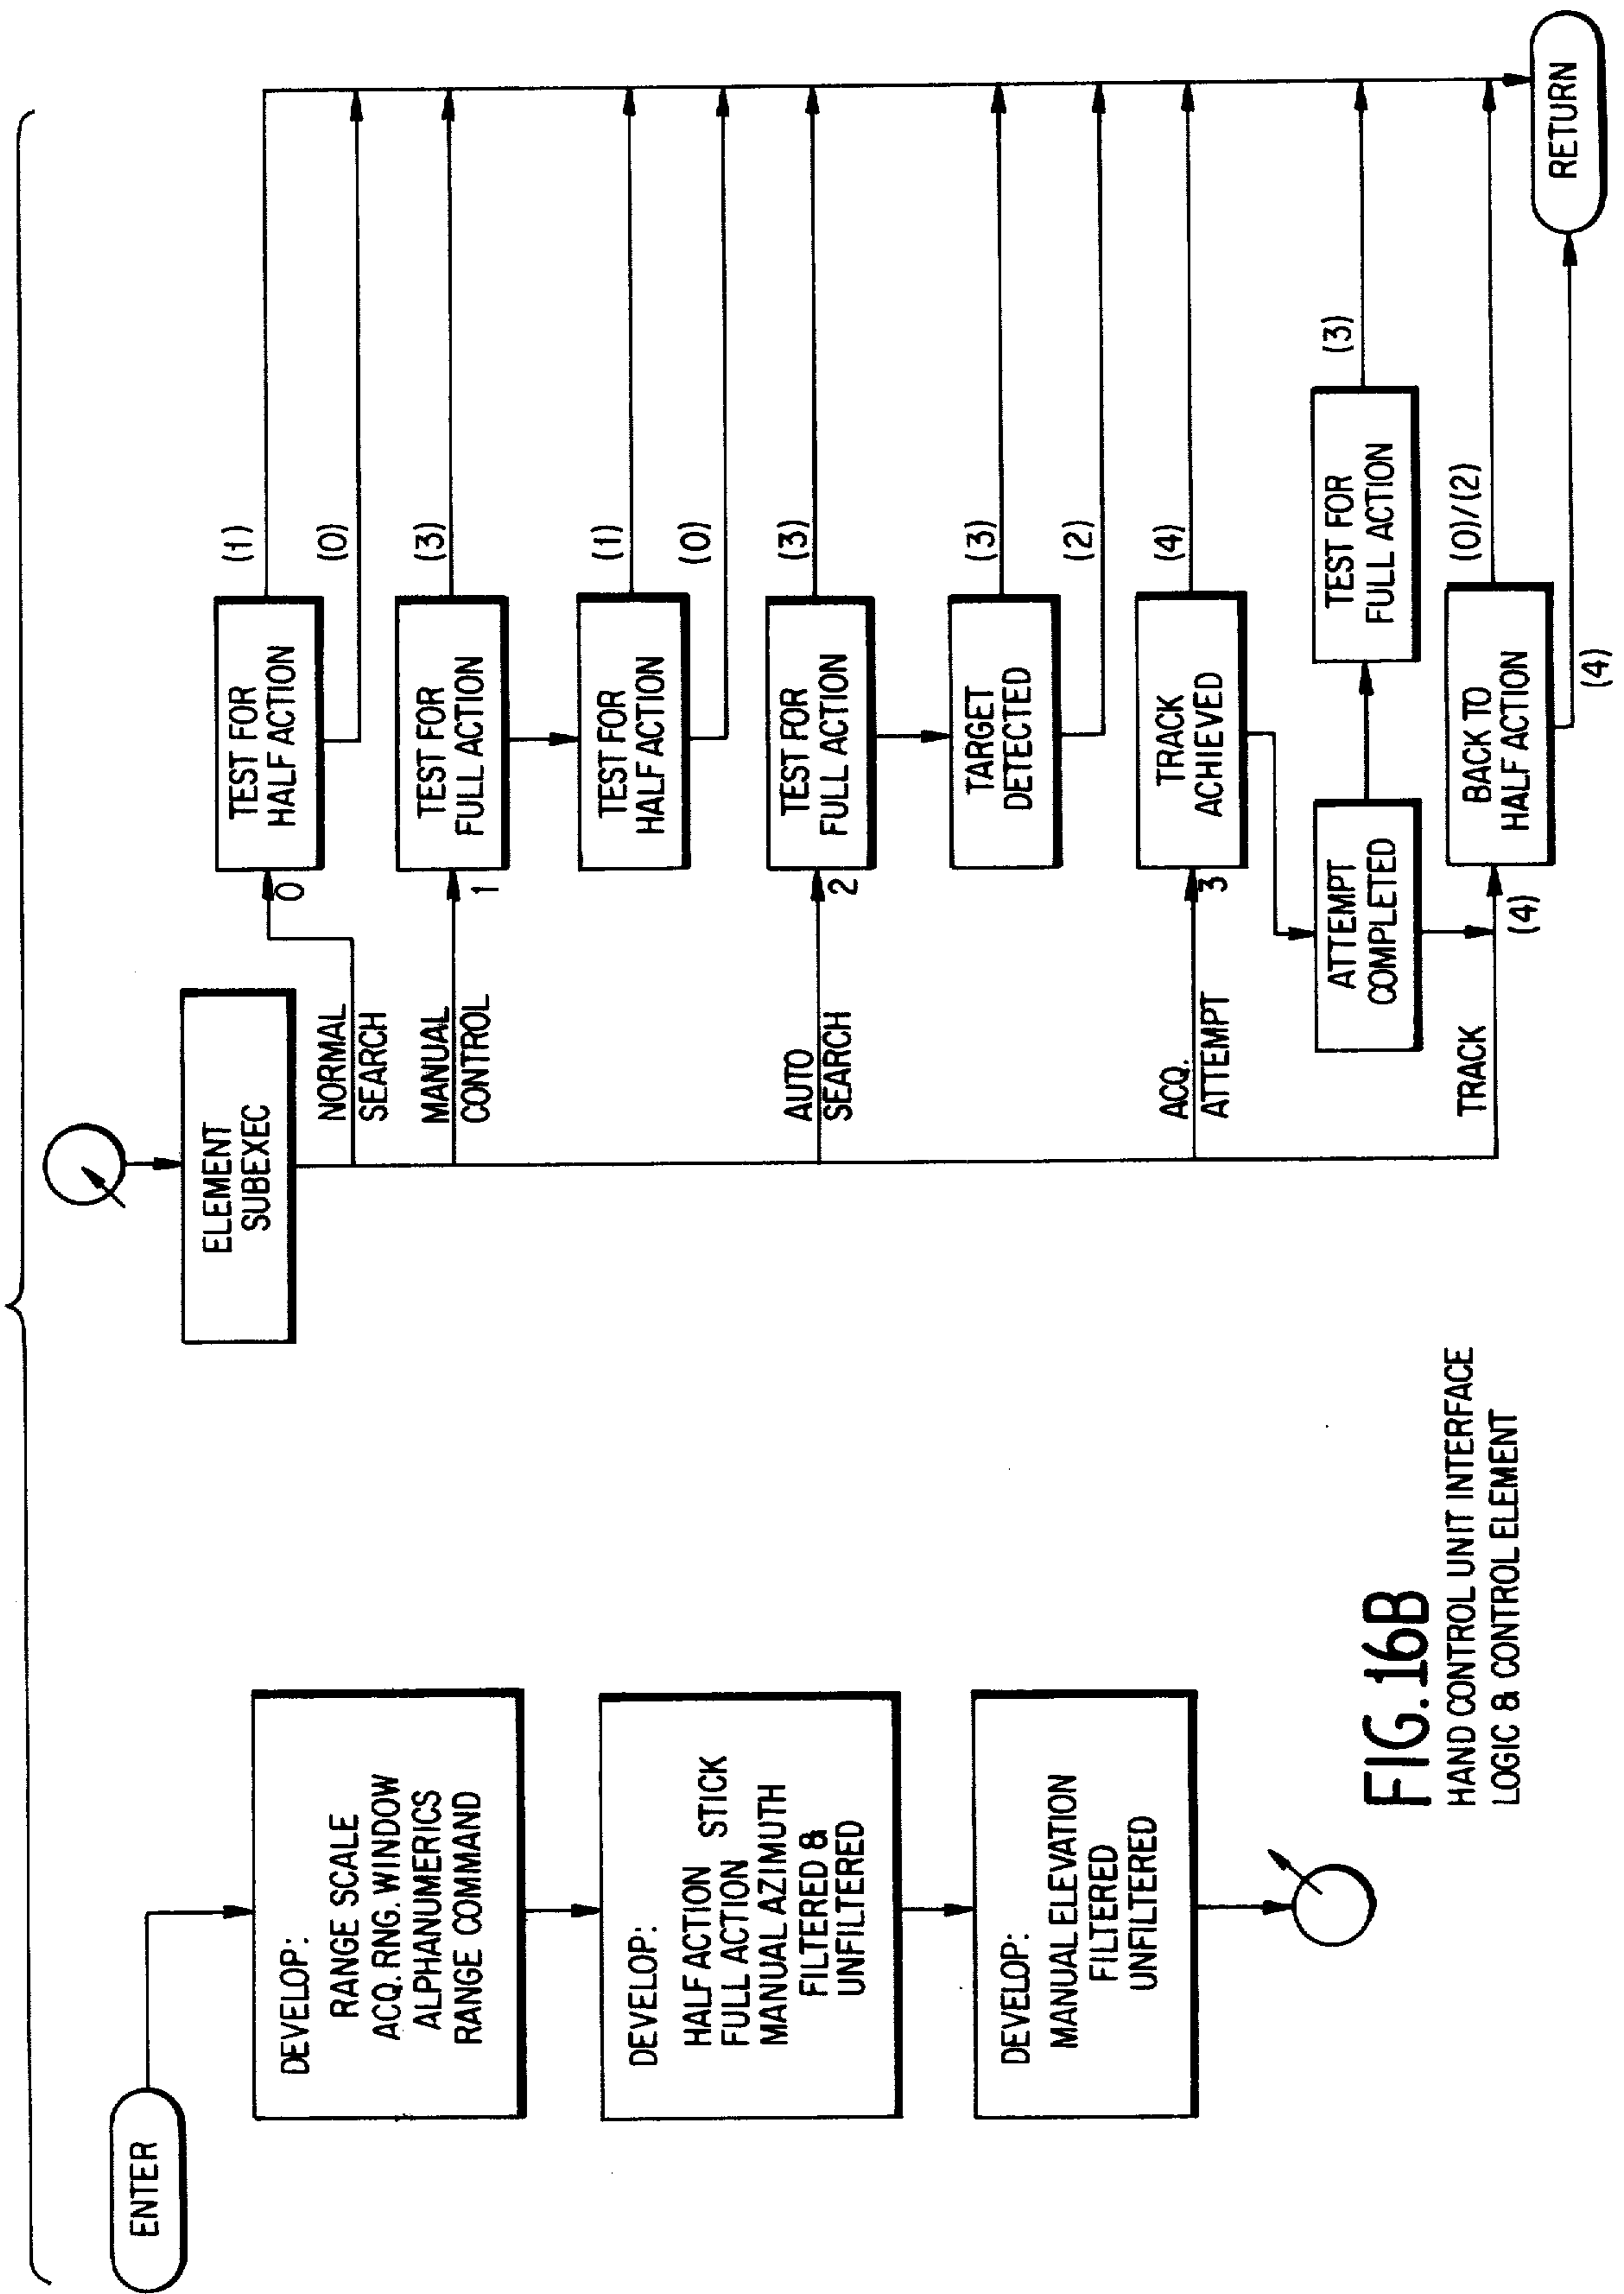 ENTER
DEVELOP:
RANGE SCALE
ACQ. RNG. WINDOW
ALPHANUMERICS
RANGE COMMAND
DEVELOP:
HALF ACTION STICK
FULL ACTION
MANUAL AZIMUTH
FILTERED &
UNFILTERED
DEVELOP:
MANUAL ELEVATION
FILTERED
UNFILTERED
ELEMENT
SUBEXEC
NORMAL
SEARCH
0
TEST FOR
HALF ACTION
(1)
(0)
MANUAL
CONTROL
1
TEST FOR
FULL ACTION
(3)
TEST FOR
HALF ACTION
(1)
(0)
AUTO
SEARCH
2
TEST FOR
FULL ACTION
(3)
TARGET
DETECTED
(3)
(2)
ACQ.
ATTEMPT
3
TRACK
ACHIEVED
(4)
ATTEMPT
COMPLETED
TEST FOR
FULL ACTION
(3)
TRACK
(4)
BACK TO
HALF ACTION
(0)/(2)
(4)
RETURN
FIG.16B
HAND CONTROL UNIT INTERFACE
LOGIC & CONTROL ELEMENT